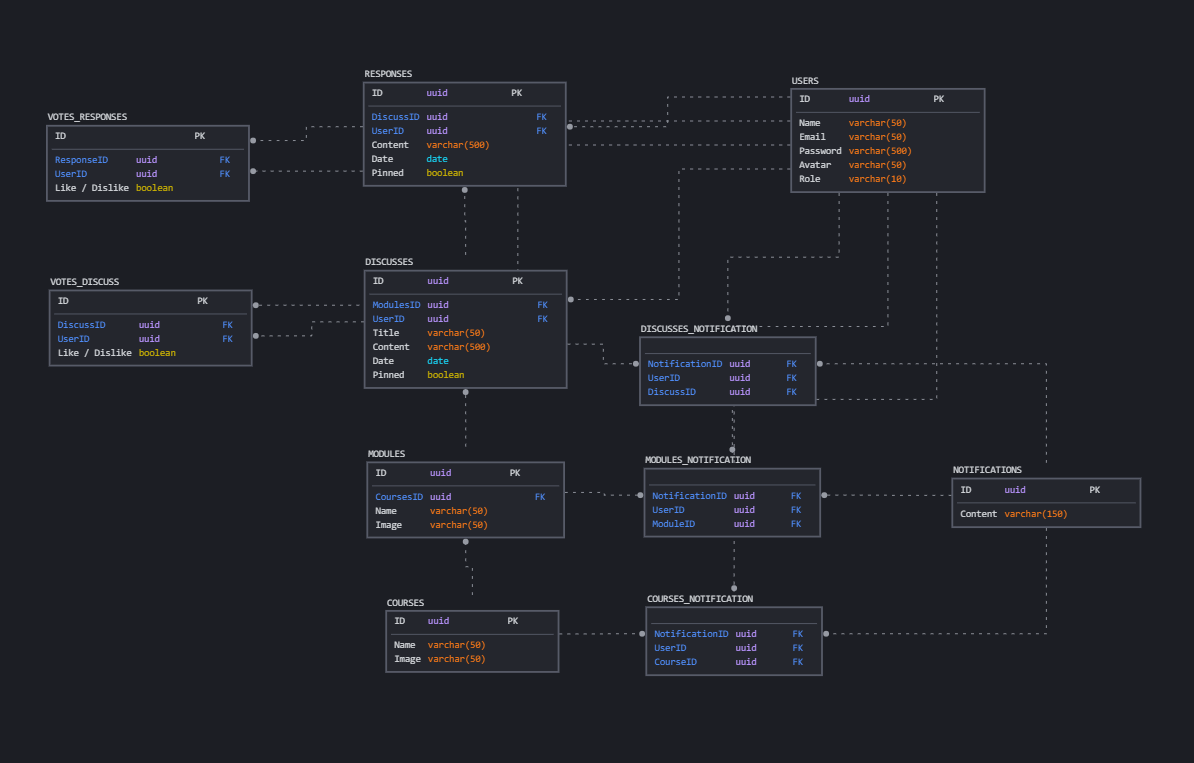 RESPONSES
ID uuid PK
DiscussID uuid FK
UserID uuid FK
Content varchar(500)
Date date
Pinned boolean
USERS
ID uuid PK
Name varchar(50)
Email varchar(50)
Password varchar(500)
Avatar varchar(50)
Role varchar(10)
VOTES_RESPONSES
ID PK
ResponseID uuid FK
UserID uuid FK
Like / Dislike boolean
DISCUSSES
ID uuid PK
ModulesID uuid FK
UserID uuid FK
Title varchar(50)
Content varchar(500)
Date date
Pinned boolean
VOTES_DISCUSS
ID PK
DiscussID uuid FK
UserID uuid FK
Like / Dislike boolean
DISCUSSES_NOTIFICATION
NotificationID uuid FK
UserID uuid FK
DiscussID uuid FK
MODULES
ID uuid PK
CoursesID uuid FK
Name varchar(50)
Image varchar(50)
MODULES_NOTIFICATION
NotificationID uuid FK
UserID uuid FK
ModuleID uuid FK
NOTIFICATIONS
ID uuid PK
Content varchar(150)
COURSES
ID uuid PK
Name varchar(50)
Image varchar(50)
COURSES_NOTIFICATION
NotificationID uuid FK
UserID uuid FK
CourseID uuid FK